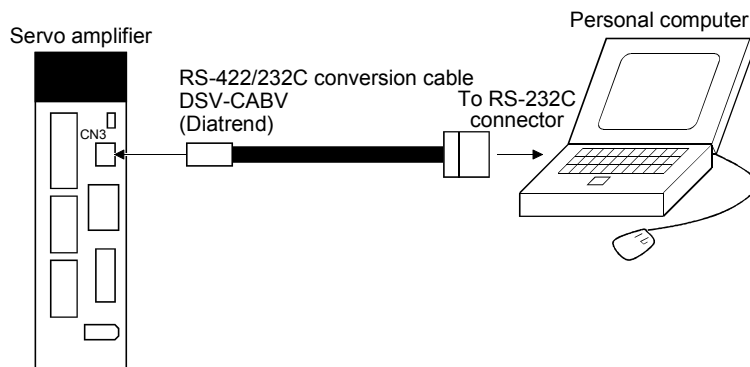 Servo amplifier
Personal computer
RS-422/232C conversion cable
DSV-CABV
(Diatrend)
To RS-232C
connector
CN3